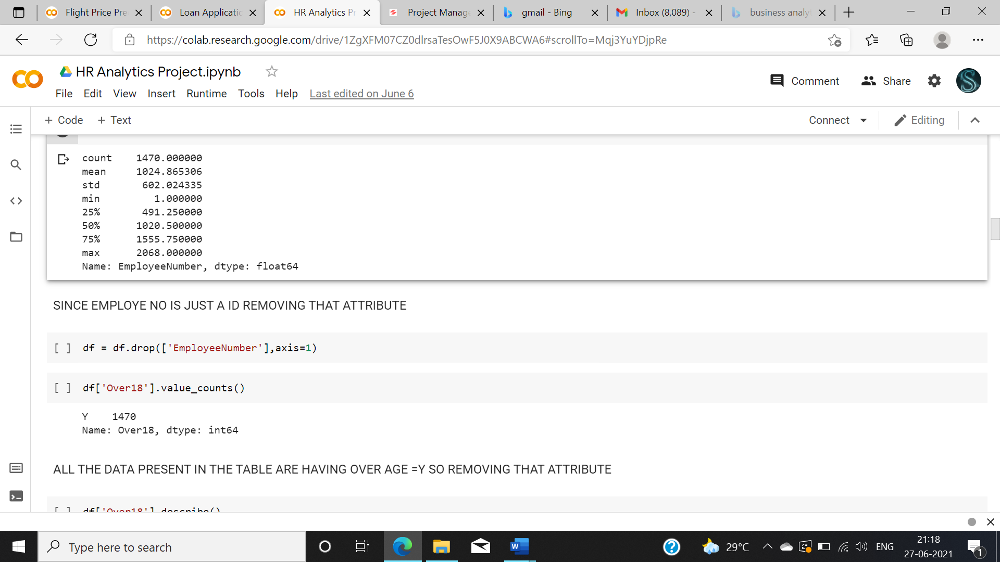 Flight Price Pre
Loan Applicatic
HR Analytics Pr
Project Manage
gmail - Bing
Inbox (8,089) -
business analyt
https://colab.research.google.com/drive/1ZgXFM07CZ0dIrsaTesOwF5J0X9ABCWA6#scrollTo=Mqj3YuYDjpRe
CO HR Analytics Project.ipynb
Comment Share S
File Edit View Insert Runtime Tools Help Last edited on June 6
+ Code + Text
Connect Editing
count 1470.000000
mean 1024.865306
std 602.024335
min 1.000000
25% 491.250000
50% 1020.500000
75% 1555.750000
max 2068.000000
Name: EmployeeNumber, dtype: float64
SINCE EMPLOYE NO IS JUST A ID REMOVING THAT ATTRIBUTE
[ ] df = df.drop(['EmployeeNumber'],axis=1)
[ ] df['Over18'].value_counts()
Y 1470
Name: Over18, dtype: int64
ALL THE DATA PRESENT IN THE TABLE ARE HAVING OVER AGE =Y SO REMOVING THAT ATTRIBUTE
[ ] df['Over18'].describe()
Type here to search
W
?
29°C
ENG
21:18
27-06-2021
1